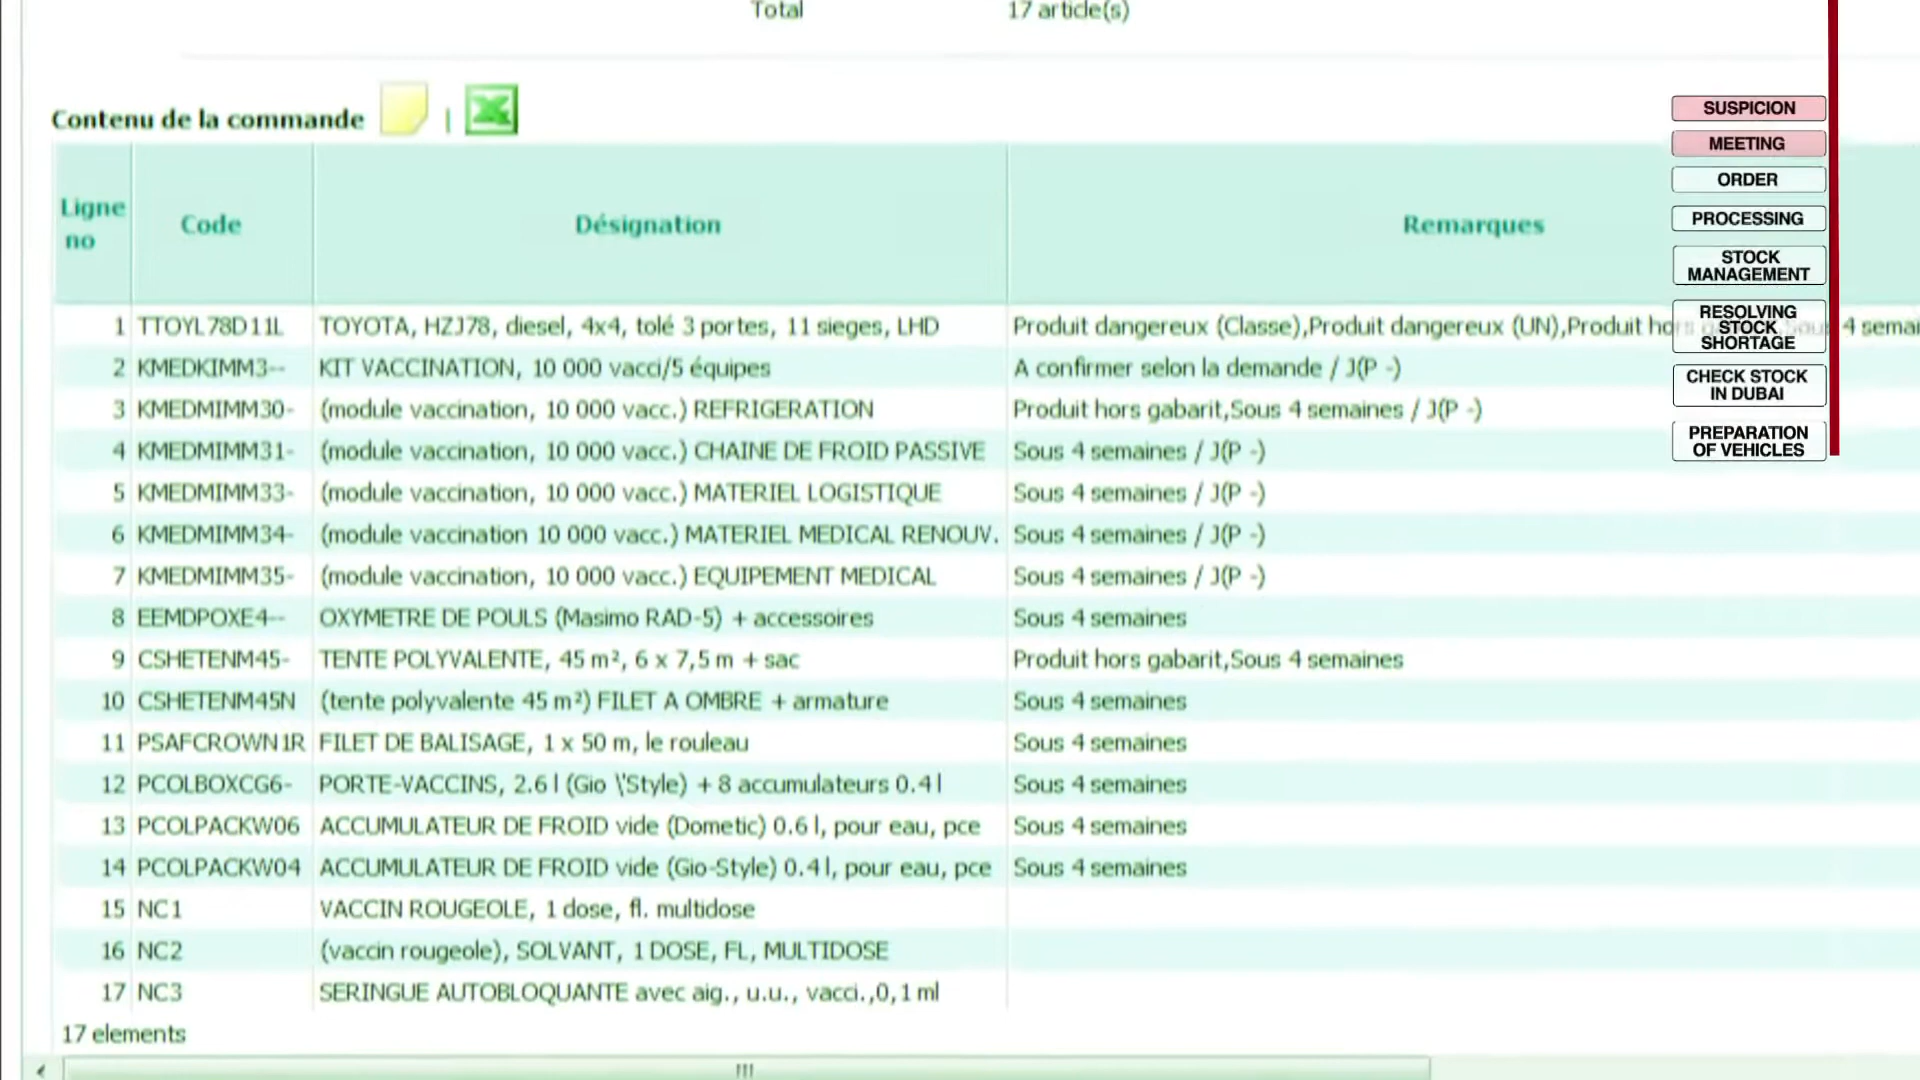 Total 17 article(s)
Contenu de la commande |
Ligne no Code Désignation Remarques
1 TTOYL78D11L TOYOTA, HZJ78, diesel, 4x4, tolé 3 portes, 11 sieges, LHD Produit dangereux (Classe),Produit dangereux (UN),Produit hors 4 semai
2 KMEDKIMM3-- KIT VACCINATION, 10 000 vacci/5 équipes A confirmer selon la demande / J(P -)
3 KMEDMIMM30- (module vaccination, 10 000 vacc.) REFRIGERATION Produit hors gabarit,Sous 4 semaines / J(P -)
4 KMEDMIMM31- (module vaccination, 10 000 vacc.) CHAINE DE FROID PASSIVE Sous 4 semaines / J(P -)
5 KMEDMIMM33- (module vaccination, 10 000 vacc.) MATERIEL LOGISTIQUE Sous 4 semaines / J(P -)
6 KMEDMIMM34- (module vaccination 10 000 vacc.) MATERIEL MEDICAL RENOUV. Sous 4 semaines / J(P -)
7 KMEDMIMM35- (module vaccination, 10 000 vacc.) EQUIPEMENT MEDICAL Sous 4 semaines / J(P -)
8 EEMDPOXE4-- OXYMETRE DE POULS (Masimo RAD-5) + accessoires Sous 4 semaines
9 CSHETENM45- TENTE POLYVALENTE, 45 m², 6 x 7,5 m + sac Produit hors gabarit,Sous 4 semaines
10 CSHETENM45N (tente polyvalente 45 m²) FILET A OMBRE + armature Sous 4 semaines
11 PSAFCROWN1R FILET DE BALISAGE, 1 x 50 m, le rouleau Sous 4 semaines
12 PCOLBOXCG6- PORTE-VACCINS, 2.6 l (Gio \'Style) + 8 accumulateurs 0.4 l Sous 4 semaines
13 PCOLPACKW06 ACCUMULATEUR DE FROID vide (Dometic) 0.6 l, pour eau, pce Sous 4 semaines
14 PCOLPACKW04 ACCUMULATEUR DE FROID vide (Gio-Style) 0.4 l, pour eau, pce Sous 4 semaines
15 NC1 VACCIN ROUGEOLE, 1 dose, fl. multidose
16 NC2 (vaccin rougeole), SOLVANT, 1 DOSE, FL, MULTIDOSE
17 NC3 SERINGUE AUTOBLOQUANTE avec aig., u.u., vacci.,0,1 ml
17 elements
SUSPICION
MEETING
ORDER
PROCESSING
STOCK
MANAGEMENT
RESOLVING
STOCK
SHORTAGE
CHECK STOCK
IN DUBAI
PREPARATION
OF VEHICLES